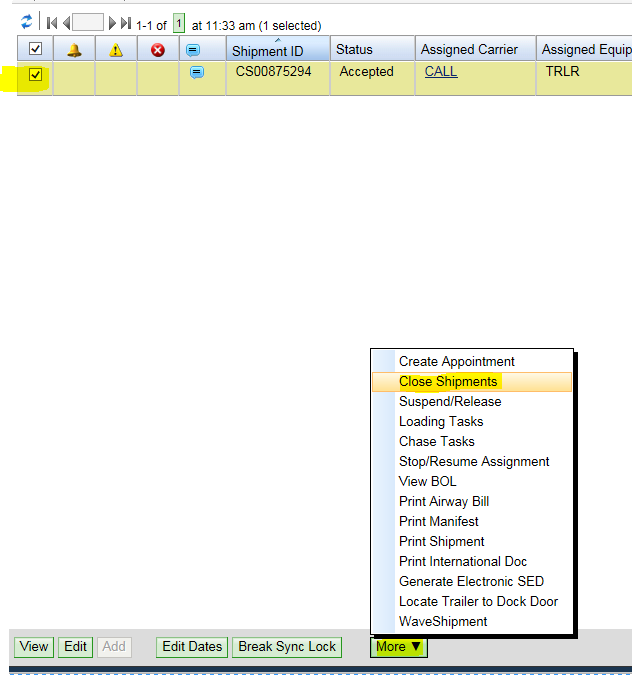 1-1 of 1 at 11:33 am (1 selected)
Shipment ID Status Assigned Carrier Assigned Equip
CS00875294 Accepted CALL TRLR
Create Appointment
Close Shipments
Suspend/Release
Loading Tasks
Chase Tasks
Stop/Resume Assignment
View BOL
Print Airway Bill
Print Manifest
Print Shipment
Print International Doc
Generate Electronic SED
Locate Trailer to Dock Door
WaveShipment
View Edit Add Edit Dates Break Sync Lock More ▼